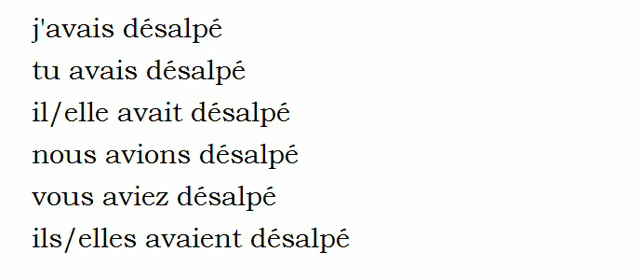 j'avais désalpé
tu avais désalpé
il/elle avait désalpé
nous avions désalpé
vous aviez désalpé
ils/elles avaient désalpé